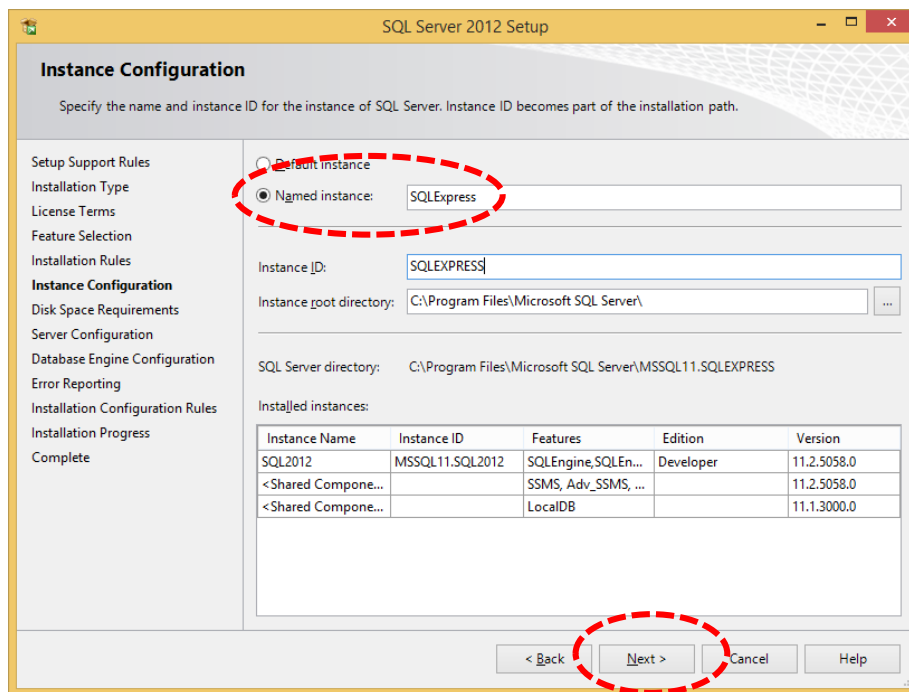 SQL Server 2012 Setup
Instance Configuration
Specify the name and instance ID for the instance of SQL Server. Instance ID becomes part of the installation path.
Setup Support Rules
Installation Type
License Terms
Feature Selection
Installation Rules
Instance Configuration
Disk Space Requirements
Server Configuration
Database Engine Configuration
Error Reporting
Installation Configuration Rules
Installation Progress
Complete
Default instance
Named instance: SQLExpress
Instance ID: SQLEXPRESS
Instance root directory: C:\Program Files\Microsoft SQL Server\ ...
SQL Server directory: C:\Program Files\Microsoft SQL Server\MSSQL11.SQLEXPRESS
Installed instances:
Instance Name Instance ID Features Edition Version
SQL2012 MSSQL11.SQL2012 SQLEngine,SQLEn... Developer 11.2.5058.0
<Shared Compone... SSMS, Adv_SSMS, ... 11.2.5058.0
<Shared Compone... LocalDB 11.1.3000.0
< Back Next > Cancel Help